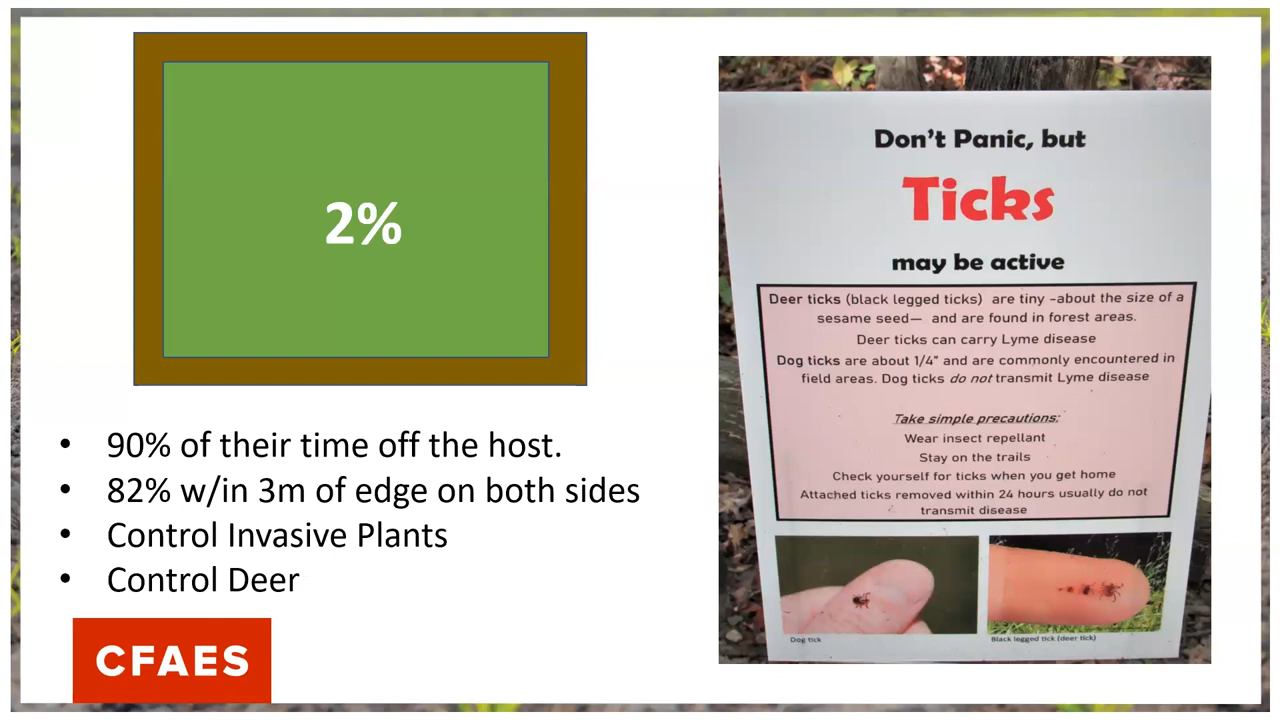 2%
• 90% of their time off the host.
• 82% w/in 3m of edge on both sides
• Control Invasive Plants
• Control Deer
CFAES
Don't Panic, but
Ticks
may be active
Deer ticks (black legged ticks) are tiny -about the size of a
sesame seed— and are found in forest areas.
Deer ticks can carry Lyme disease
Dog ticks are about 1/4" and are commonly encountered in
field areas. Dog ticks do not transmit Lyme disease
Take simple precautions:
Wear insect repellant
Stay on the trails
Check yourself for ticks when you get home
Attached ticks removed within 24 hours usually do not
transmit disease
Dog tick
Black legged tick (deer tick)